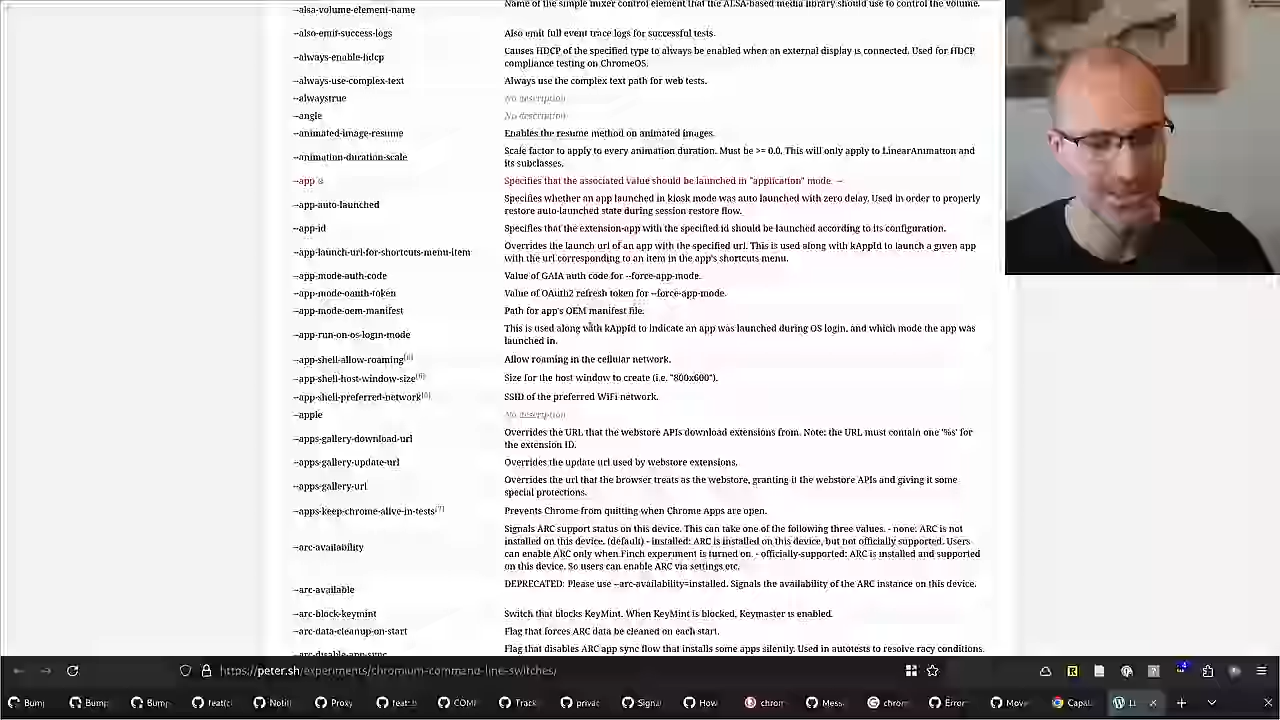 --alsa-volume-element-name
Name of the simple mixer control element that the ALSA-based media library should use to control the volume.
--also-emit-success-logs
Also emit full event trace logs for successful tests.
--always-enable-hdcp
Causes HDCP of the specified type to always be enabled when an external display is connected. Used for HDCP
compliance testing on ChromeOS.
--always-use-complex-text
Always use the complex text path for web tests.
--alwaystrue
No description
--angle
No description
--animated-image-resume
Enables the resume method on animated images.
--animation-duration-scale
Scale factor to apply to every animation duration. Must be >= 0.0. This will only apply to LinearAnimation and
its subclasses.
--app
Specifies that the associated value should be launched in "application" mode.
--app-auto-launched
Specifies whether an app launched in kiosk mode was auto launched with zero delay. Used in order to properly
restore auto-launched state during session restore flow.
--app-id
Specifies that the extension-app with the specified id should be launched according to its configuration.
--app-launch-url-for-shortcuts-menu-item
Overrides the launch url of an app with the specified url. This is used along with kAppId to launch a given app
with the url corresponding to an item in the app's shortcuts menu.
--app-mode-auth-code
Value of GAIA auth code for --force-app-mode.
--app-mode-oauth-token
Value of OAuth2 refresh token for --force-app-mode.
--app-mode-oem-manifest
Path for app's OEM manifest file.
--app-run-on-os-login-mode
This is used along with kAppId to indicate an app was launched during OS login, and which mode the app was
launched in.
--app-shell-allow-roaming[6]
Allow roaming in the cellular network.
--app-shell-host-window-size[6]
Size for the host window to create (i.e. "800x600").
--app-shell-preferred-network[6]
SSID of the preferred WiFi network.
--apple
No description
--apps-gallery-download-url
Overrides the URL that the webstore APIs download extensions from. Note: the URL must contain one '%s' for
the extension ID.
--apps-gallery-update-url
Overrides the update url used by webstore extensions.
--apps-gallery-url
Overrides the url that the browser treats as the webstore, granting it the webstore APIs and giving it some
special protections.
--apps-keep-chrome-alive-in-tests[7]
Prevents Chrome from quitting when Chrome Apps are open.
--arc-availability
Signals ARC support status on this device. This can take one of the following three values. - none: ARC is not
installed on this device. (default) - installed: ARC is installed on this device, but not officially supported. Users
can enable ARC only when Finch experiment is turned on. - officially-supported: ARC is installed and supported
on this device. So users can enable ARC via settings etc.
--arc-available
DEPRECATED: Please use --arc-availability=installed. Signals the availability of the ARC instance on this device.
--arc-block-keymint
Switch that blocks KeyMint. When KeyMint is blocked, Keymaster is enabled.
--arc-data-cleanup-on-start
Flag that forces ARC data be cleaned on each start.
--arc-disable-app-sync
Flag that disables ARC app sync flow that installs some apps silently. Used in autotests to resolve racy conditions.
https://peter.sh/experiments/chromium-command-line-switches/
Bump Bump Bump feat(c Notifi Proxy feat: b COMI Track privac Signal How chrom Mess chrom Error Move Capab Li